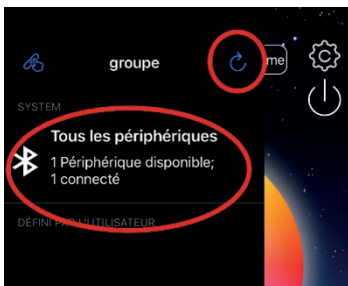 groupe
me
SYSTEM
Tous les périphériques
1 Périphérique disponible;
1 connecté
DÉFINI PAR L'UTILISATEUR